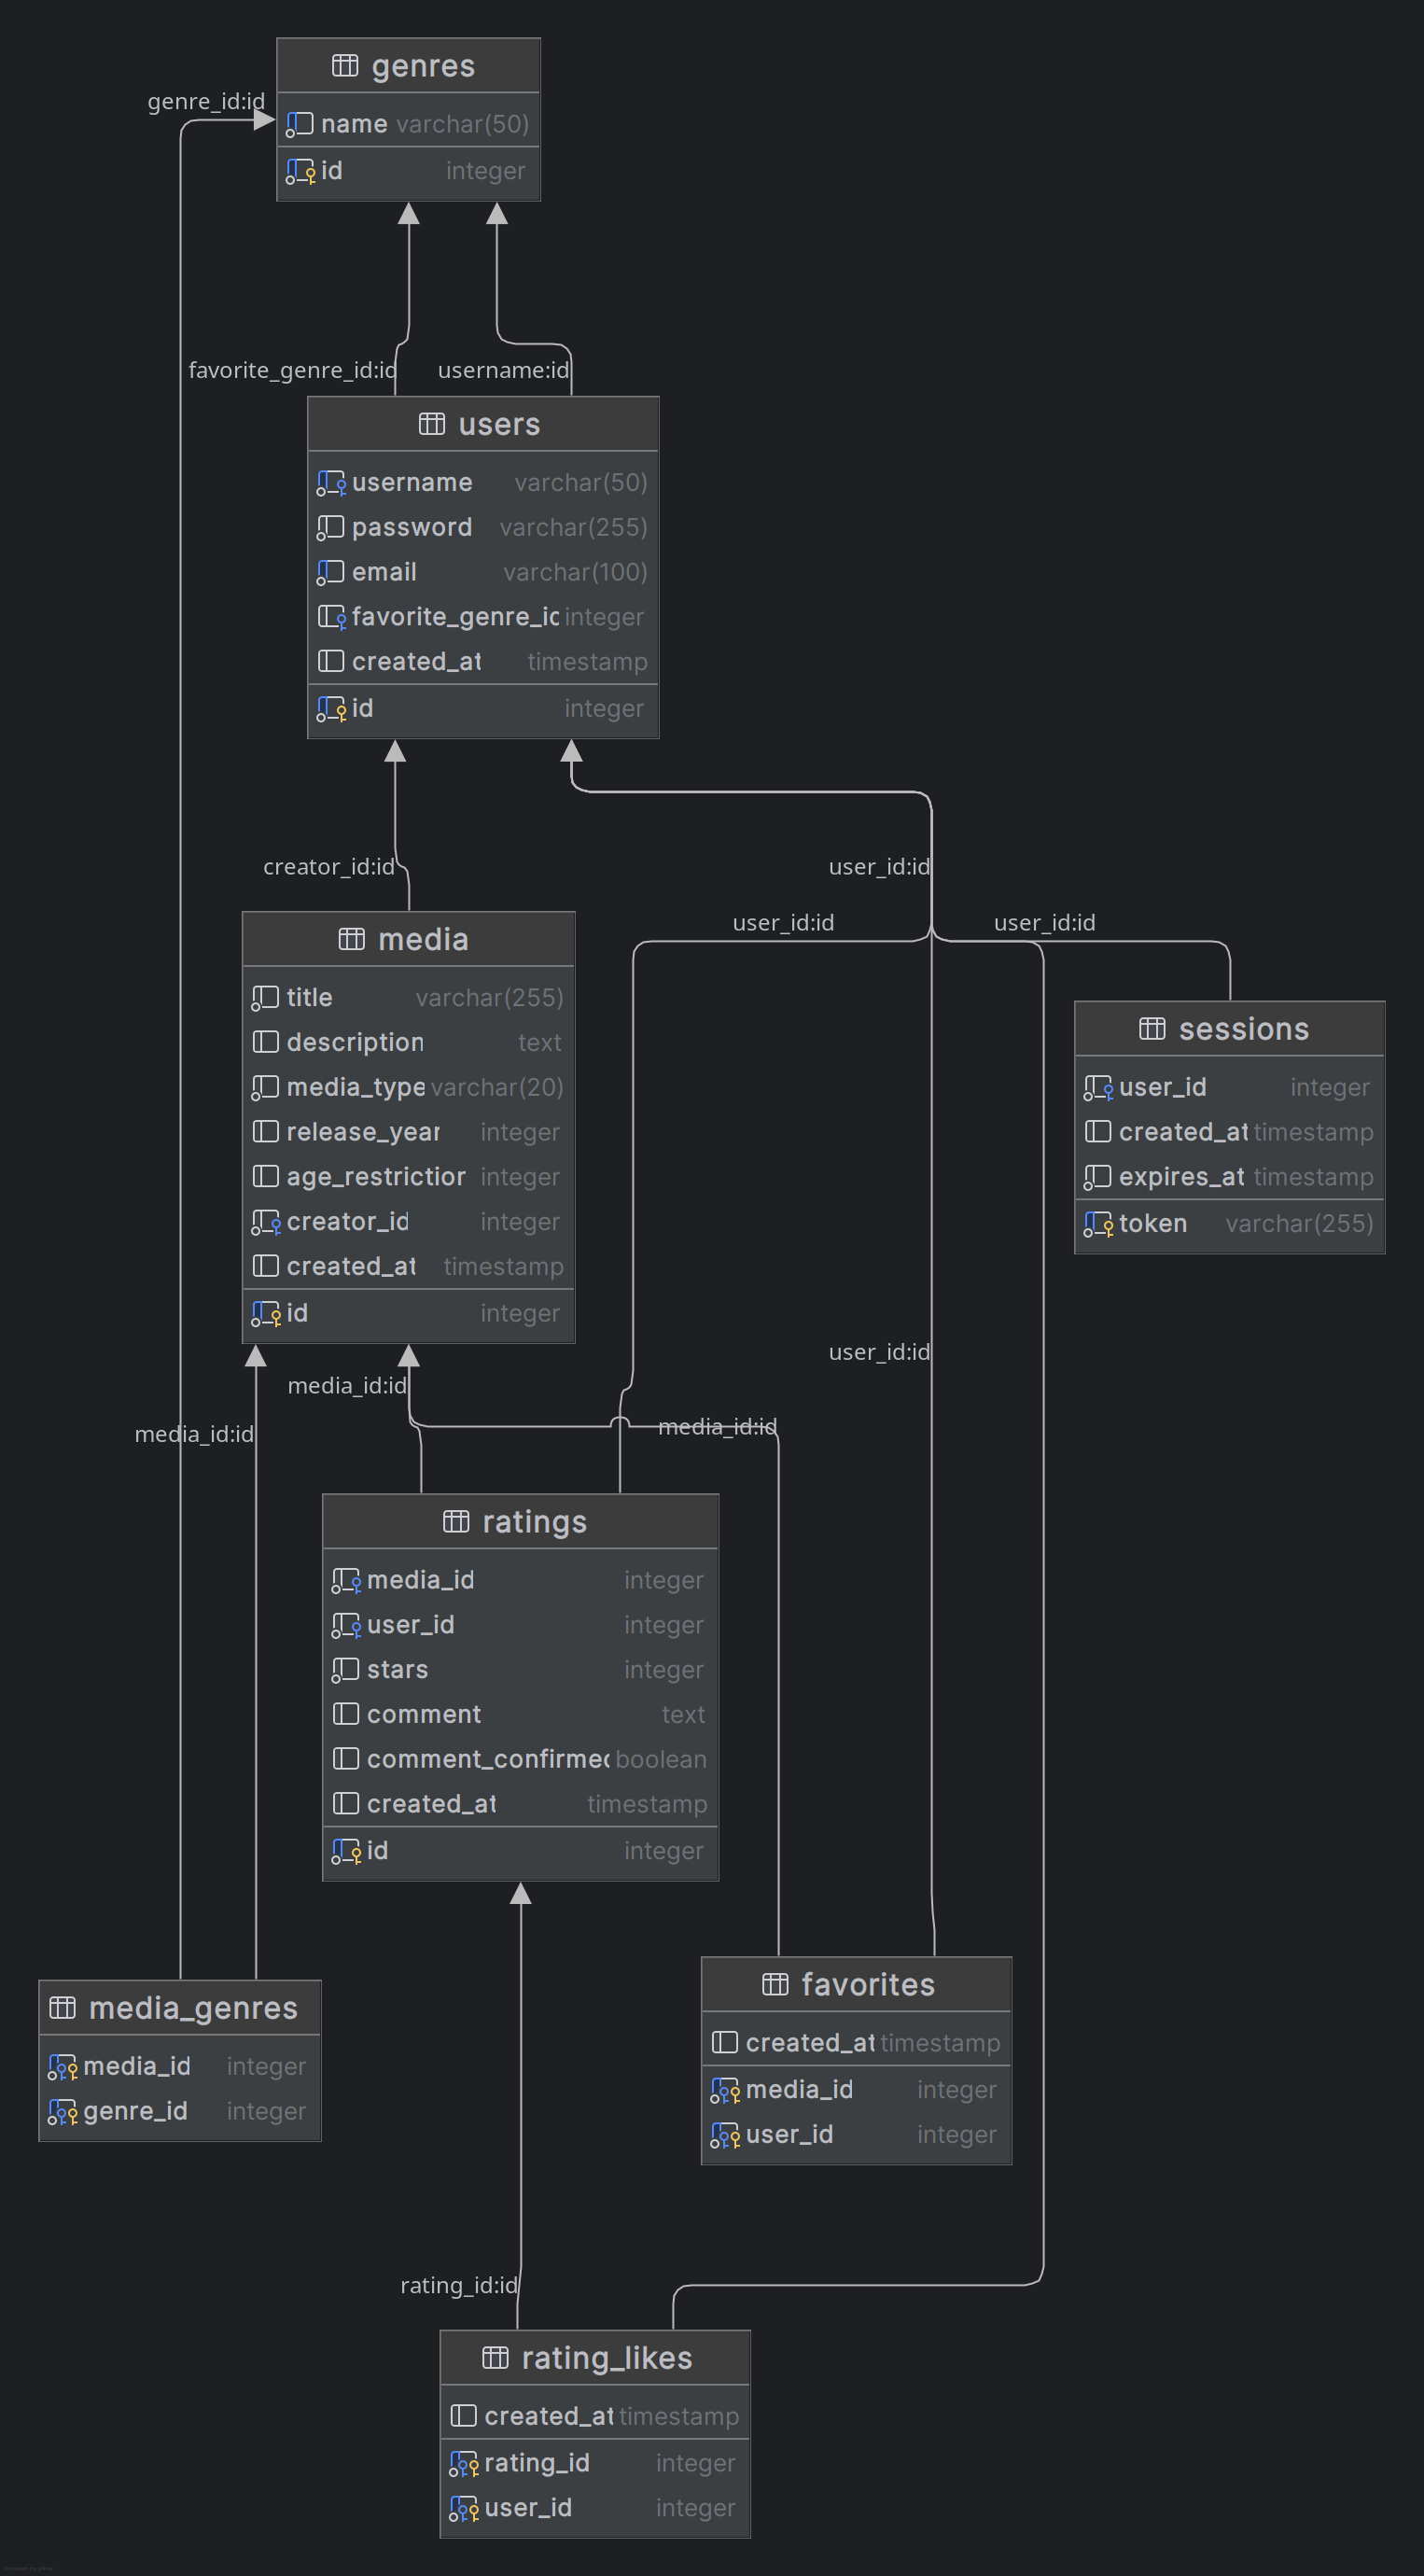 genres
genre_id:id
name varchar(50)
id integer
favorite_genre_id:id username:id
users
username varchar(50)
password varchar(255)
email varchar(100)
favorite_genre_ic integer
created_at timestamp
id integer
creator_id:id user_id:id
user_id:id user_id:id
media
title varchar(255)
description text
media_type varchar(20)
release_year integer
age_restriction integer
creator_id integer
created_at timestamp
id integer
sessions
user_id integer
created_at timestamp
expires_at timestamp
token varchar(255)
user_id:id
media_id:id
media_id:id
media_id:id
ratings
media_id integer
user_id integer
stars integer
comment text
comment_confirmec boolean
created_at timestamp
id integer
favorites
created_at timestamp
media_id integer
user_id integer
media_genres
media_id integer
genre_id integer
rating_id:id
rating_likes
created_at timestamp
rating_id integer
user_id integer